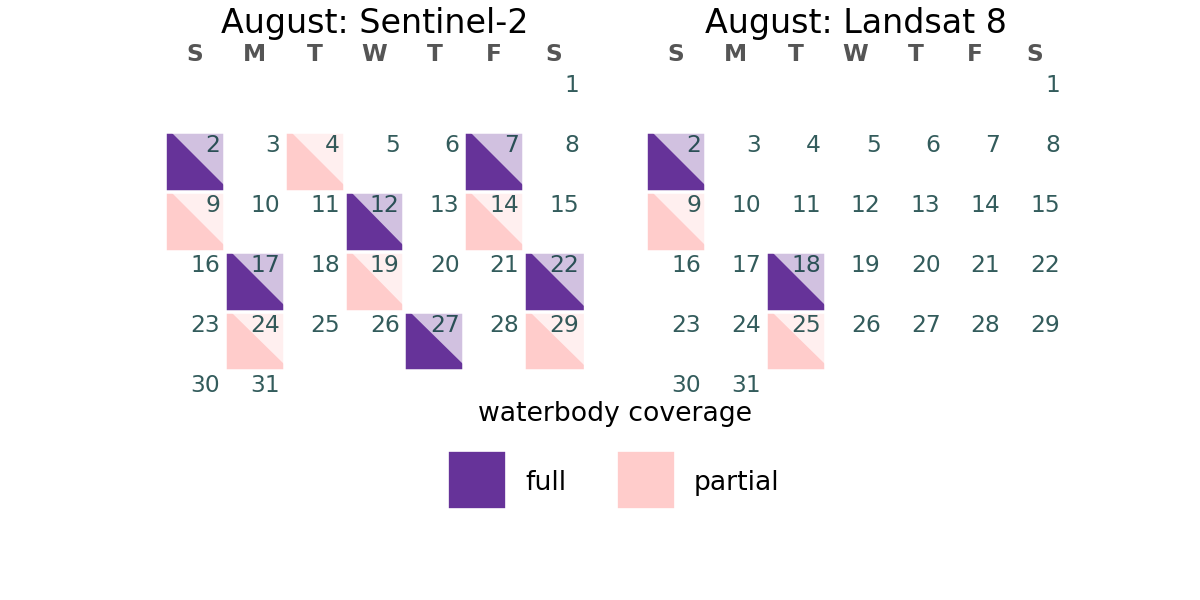 August: Sentinel-2
S M T W T F S
1
2 3 4 5 6 7 8
9 10 11 12 13 14 15
16 17 18 19 20 21 22
23 24 25 26 27 28 29
30 31
August: Landsat 8
S M T W T F S
1
2 3 4 5 6 7 8
9 10 11 12 13 14 15
16 17 18 19 20 21 22
23 24 25 26 27 28 29
30 31
waterbody coverage
full
partial